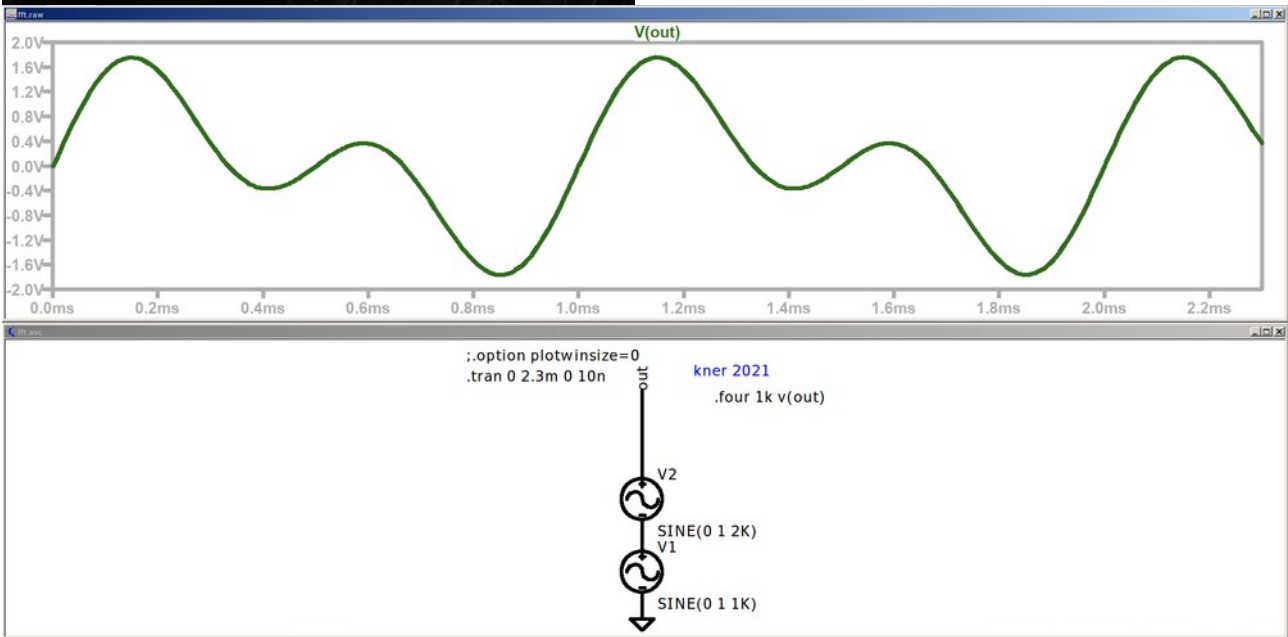 fft.raw
V(out)
2.0V
1.6V
1.2V
0.8V
0.4V
0.0V
-0.4V
-0.8V
-1.2V
-1.6V
-2.0V
0.0ms 0.2ms 0.4ms 0.6ms 0.8ms 1.0ms 1.2ms 1.4ms 1.6ms 1.8ms 2.0ms 2.2ms
fft.asc
;.option plotwinsize=0
.tran 0 2.3m 0 10n
out
kner 2021
.four 1k v(out)
V2
SINE(0 1 2K)
V1
SINE(0 1 1K)